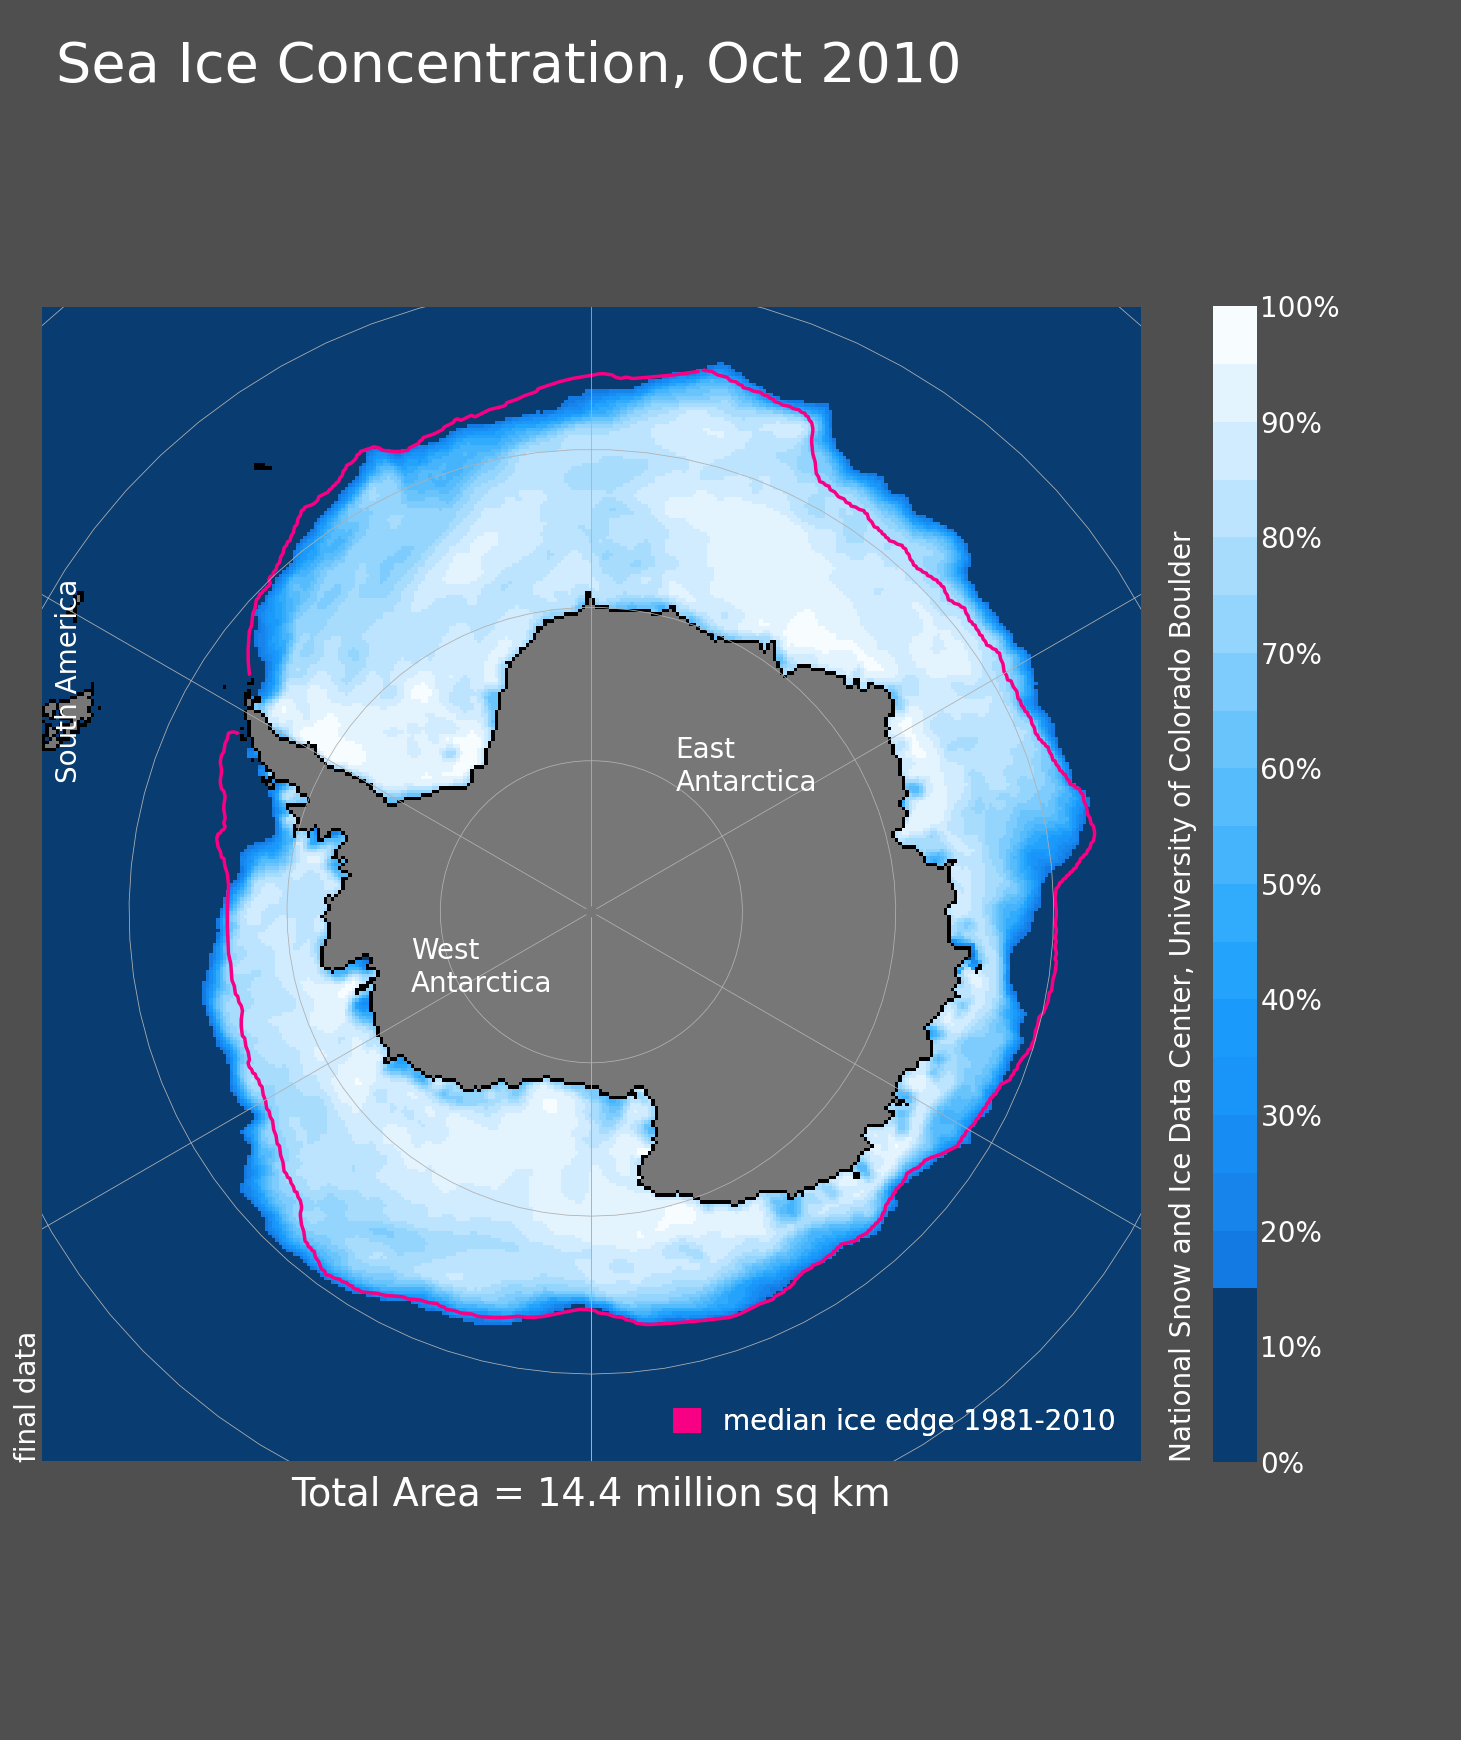 Sea Ice Concentration, Oct 2010
South America
East
Antarctica
West
Antarctica
median ice edge 1981-2010
final data
Total Area = 14.4 million sq km
National Snow and Ice Data Center, University of Colorado Boulder
100%
90%
80%
70%
60%
50%
40%
30%
20%
10%
0%